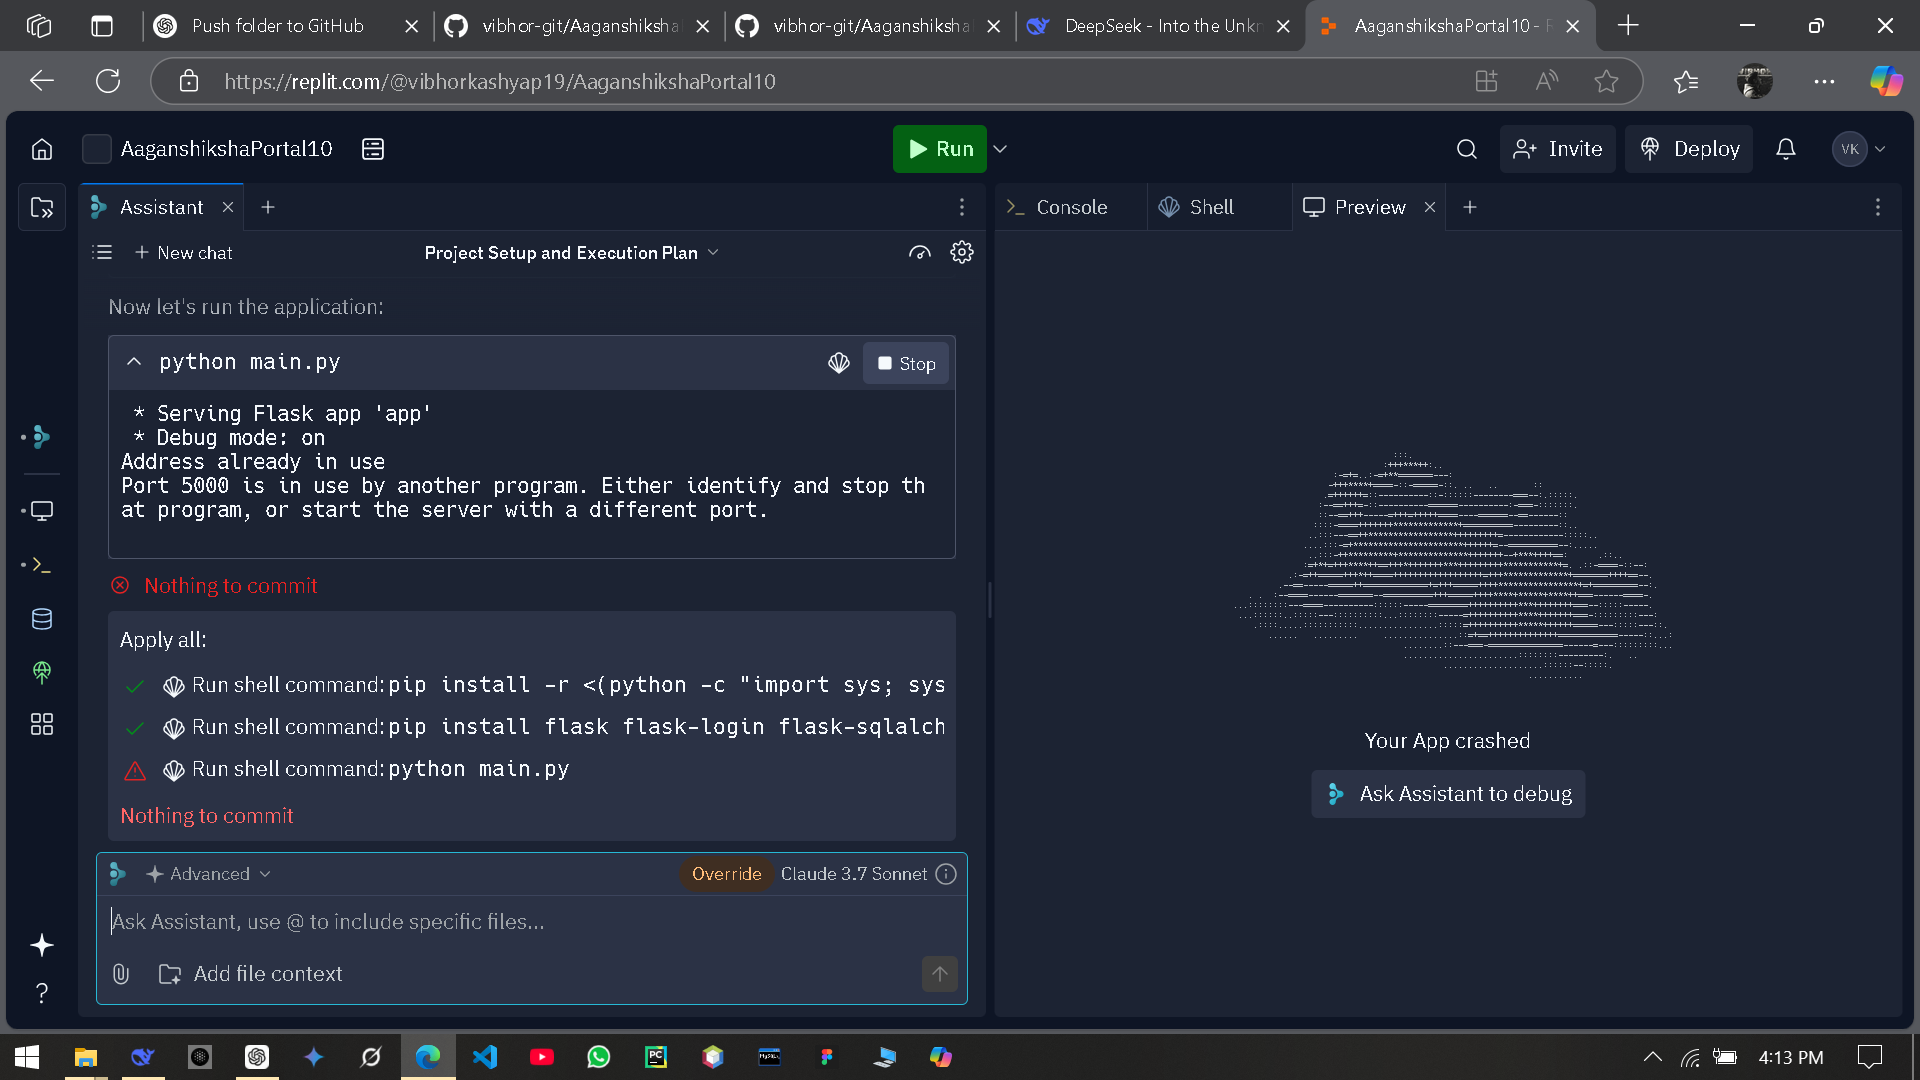 Push folder to GitHub
vibhor-git/Aaganshiksha
vibhor-git/Aaganshiksha
DeepSeek - Into the Unkn
AaganshikshaPortal10 -
https://replit.com/@vibhorkashyap19/AaganshikshaPortal10
AaganshikshaPortal10
Run
Invite
Deploy
VK
Assistant
Console
Shell
Preview
New chat
Project Setup and Execution Plan
Now let's run the application:
python main.py
Stop
* Serving Flask app 'app'
* Debug mode: on
Address already in use
Port 5000 is in use by another program. Either identify and stop th
at program, or start the server with a different port.
Nothing to commit
Apply all:
Run shell command: pip install -r <(python -c "import sys; sys
Run shell command: pip install flask flask-login flask-sqlalch
Run shell command: python main.py
Nothing to commit
Your App crashed
Ask Assistant to debug
Advanced
Override
Claude 3.7 Sonnet
Ask Assistant, use @ to include specific files...
Add file context
4:13 PM